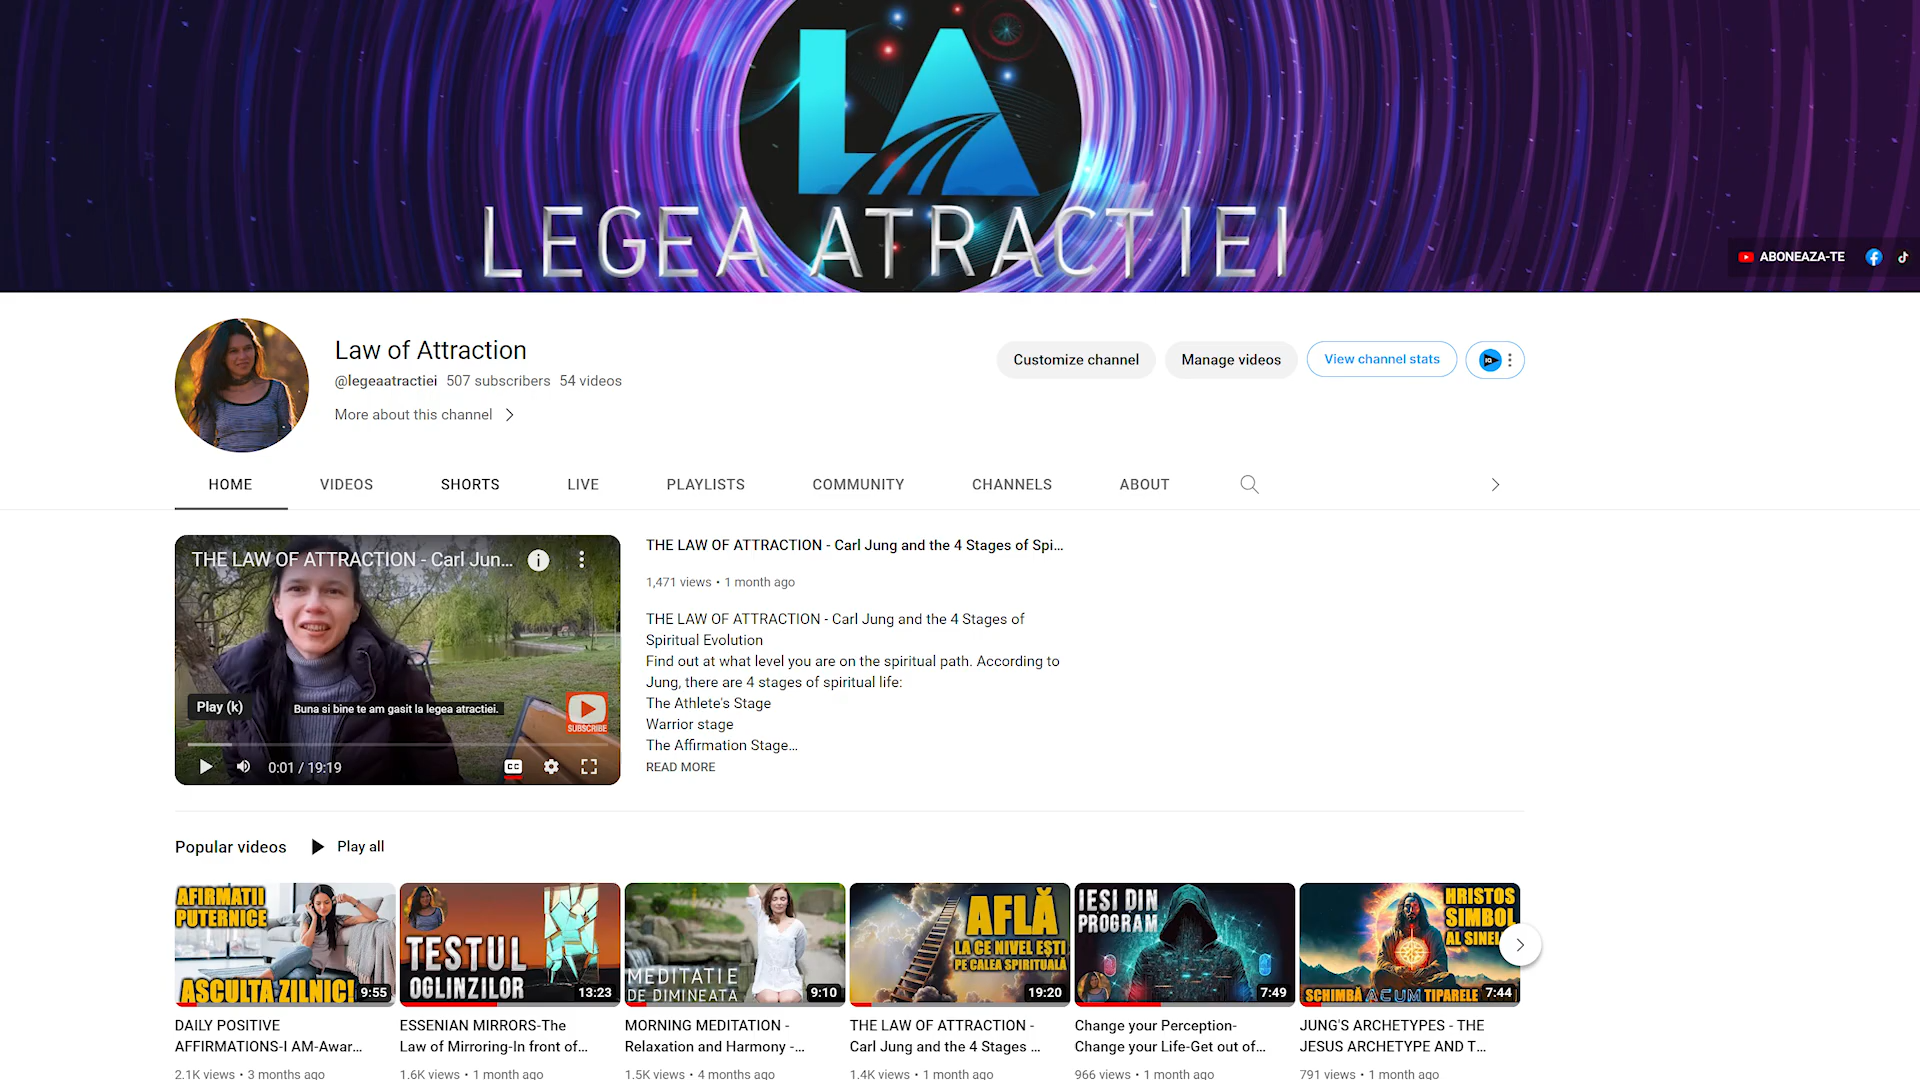 LA
LEGEA ATRACTIEI
ABONEAZA-TE
Law of Attraction
@legeaatractiei 507 subscribers 54 videos
More about this channel
Customize channel
Manage videos
View channel stats
IQ
HOME
VIDEOS
SHORTS
LIVE
PLAYLISTS
COMMUNITY
CHANNELS
ABOUT
THE LAW OF ATTRACTION - Carl Jun...
Play (k)
Buna si bine te am gasit la legea atractiei.
SUBSCRIBE
0:01 / 19:19
CC
THE LAW OF ATTRACTION - Carl Jung and the 4 Stages of Spi...
1,471 views • 1 month ago
THE LAW OF ATTRACTION - Carl Jung and the 4 Stages of
Spiritual Evolution
Find out at what level you are on the spiritual path. According to
Jung, there are 4 stages of spiritual life:
The Athlete's Stage
Warrior stage
The Affirmation Stage...
READ MORE
Popular videos
Play all
AFIRMATII
PUTERNICE
ASCULTA ZILNIC!
9:55
DAILY POSITIVE
AFFIRMATIONS-I AM-Awar...
2.1K views • 3 months ago
TESTUL
OGLINZILOR
13:23
ESSENIAN MIRRORS-The
Law of Mirroring-In front of...
1.6K views • 1 month ago
MEDITATIE
DE DIMINEATA
9:10
MORNING MEDITATION -
Relaxation and Harmony -...
1.5K views • 4 months ago
AFLĂ
LA CE NIVEL EȘTI
PE CALEA SPIRITUALĂ
19:20
THE LAW OF ATTRACTION -
Carl Jung and the 4 Stages ...
1.4K views • 1 month ago
IESI DIN
PROGRAM
7:49
Change your Perception-
Change your Life-Get out of...
966 views • 1 month ago
HRISTOS
SIMBOL
AL SINELUI
SCHIMBĂ ACUM TIPARELE
7:44
JUNG'S ARCHETYPES - THE
JESUS ARCHETYPE AND T...
791 views • 1 month ago